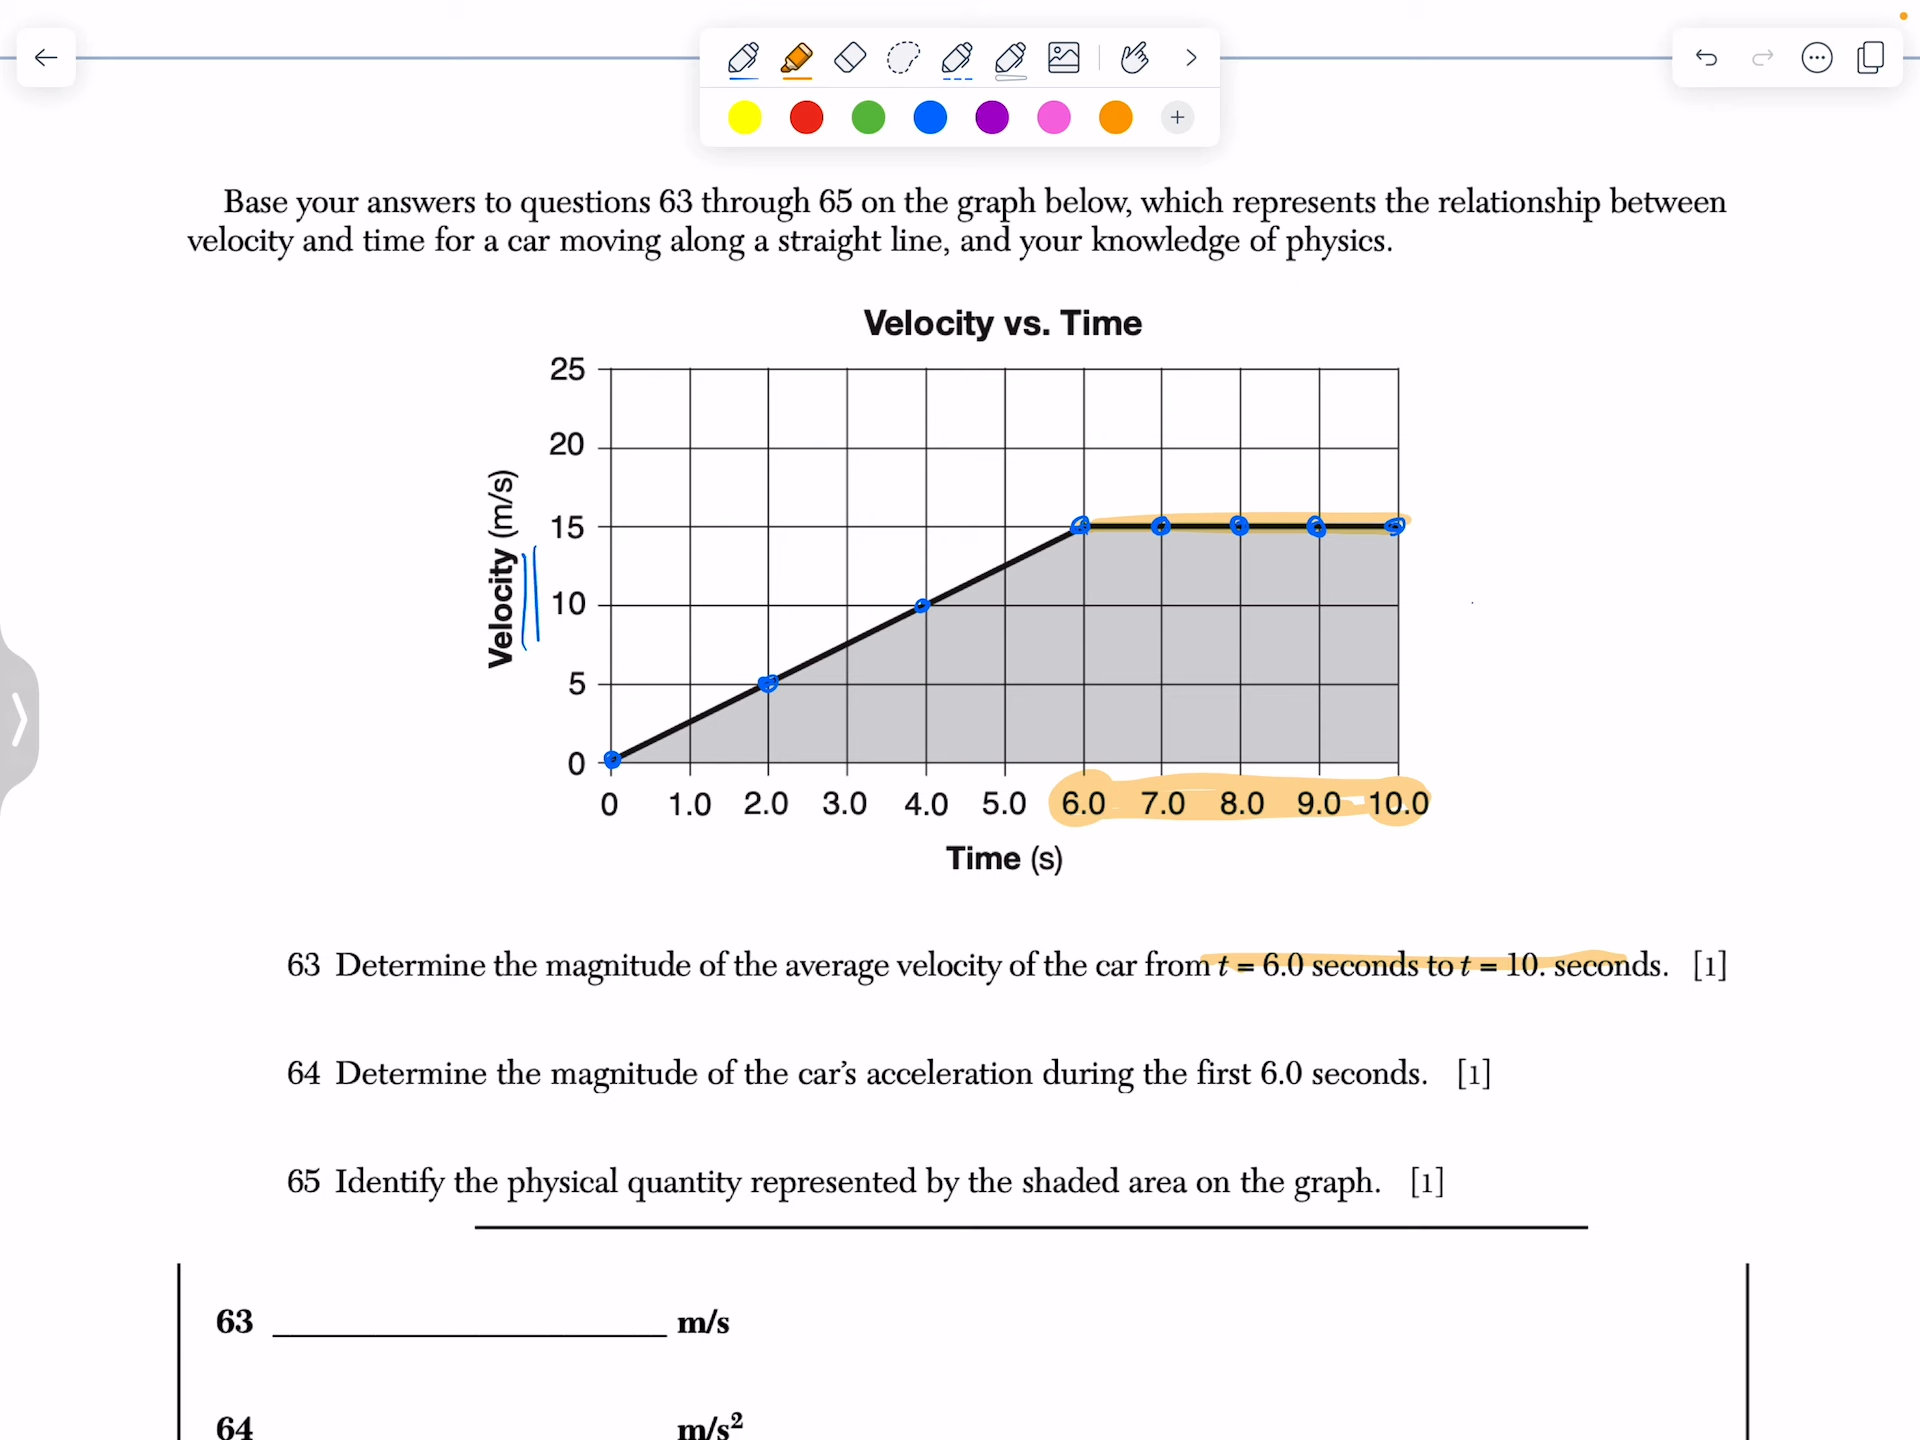 Base your answers to questions 63 through 65 on the graph below, which represents the relationship between
velocity and time for a car moving along a straight line, and your knowledge of physics.
Velocity vs. Time
Velocity (m/s)
25
20
15
10
5
0
0 1.0 2.0 3.0 4.0 5.0 6.0 7.0 8.0 9.0 10.0
Time (s)
63 Determine the magnitude of the average velocity of the car from t = 6.0 seconds to t = 10. seconds. [1]
64 Determine the magnitude of the car’s acceleration during the first 6.0 seconds. [1]
65 Identify the physical quantity represented by the shaded area on the graph. [1]
63 m/s
64 m/s²